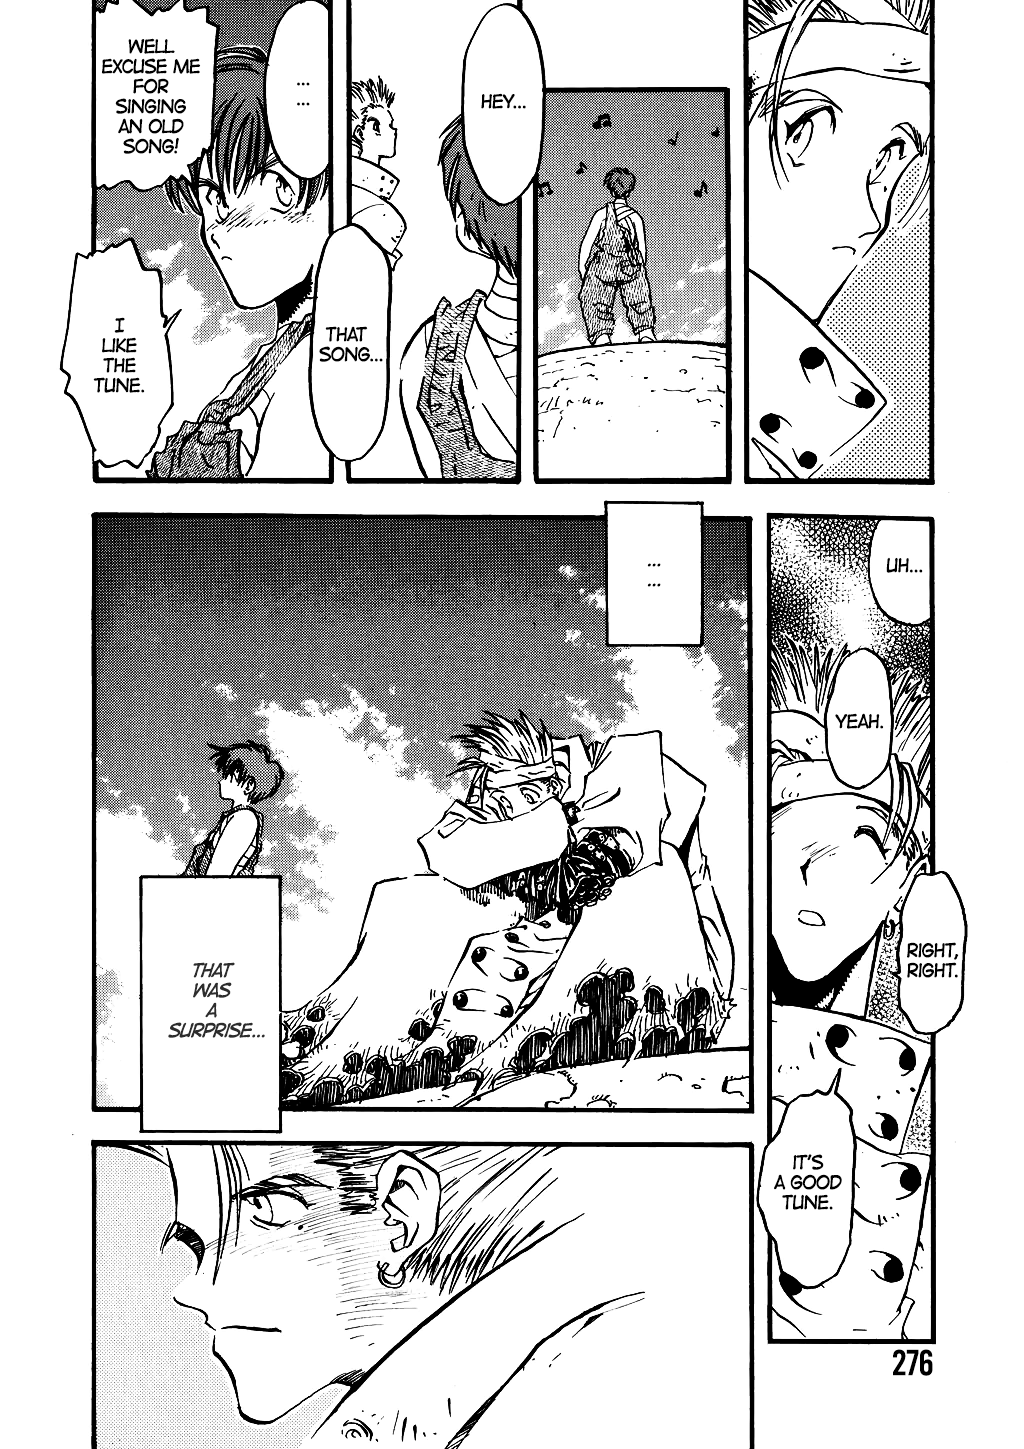 HEY...
THAT
SONG...
...
...
WELL
EXCUSE ME
FOR
SINGING
AN OLD
SONG!
I
LIKE
THE
TUNE.
UH...
YEAH.
RIGHT,
RIGHT.
IT'S
A GOOD
TUNE.
...
...
THAT
WAS
A
SURPRISE...
276